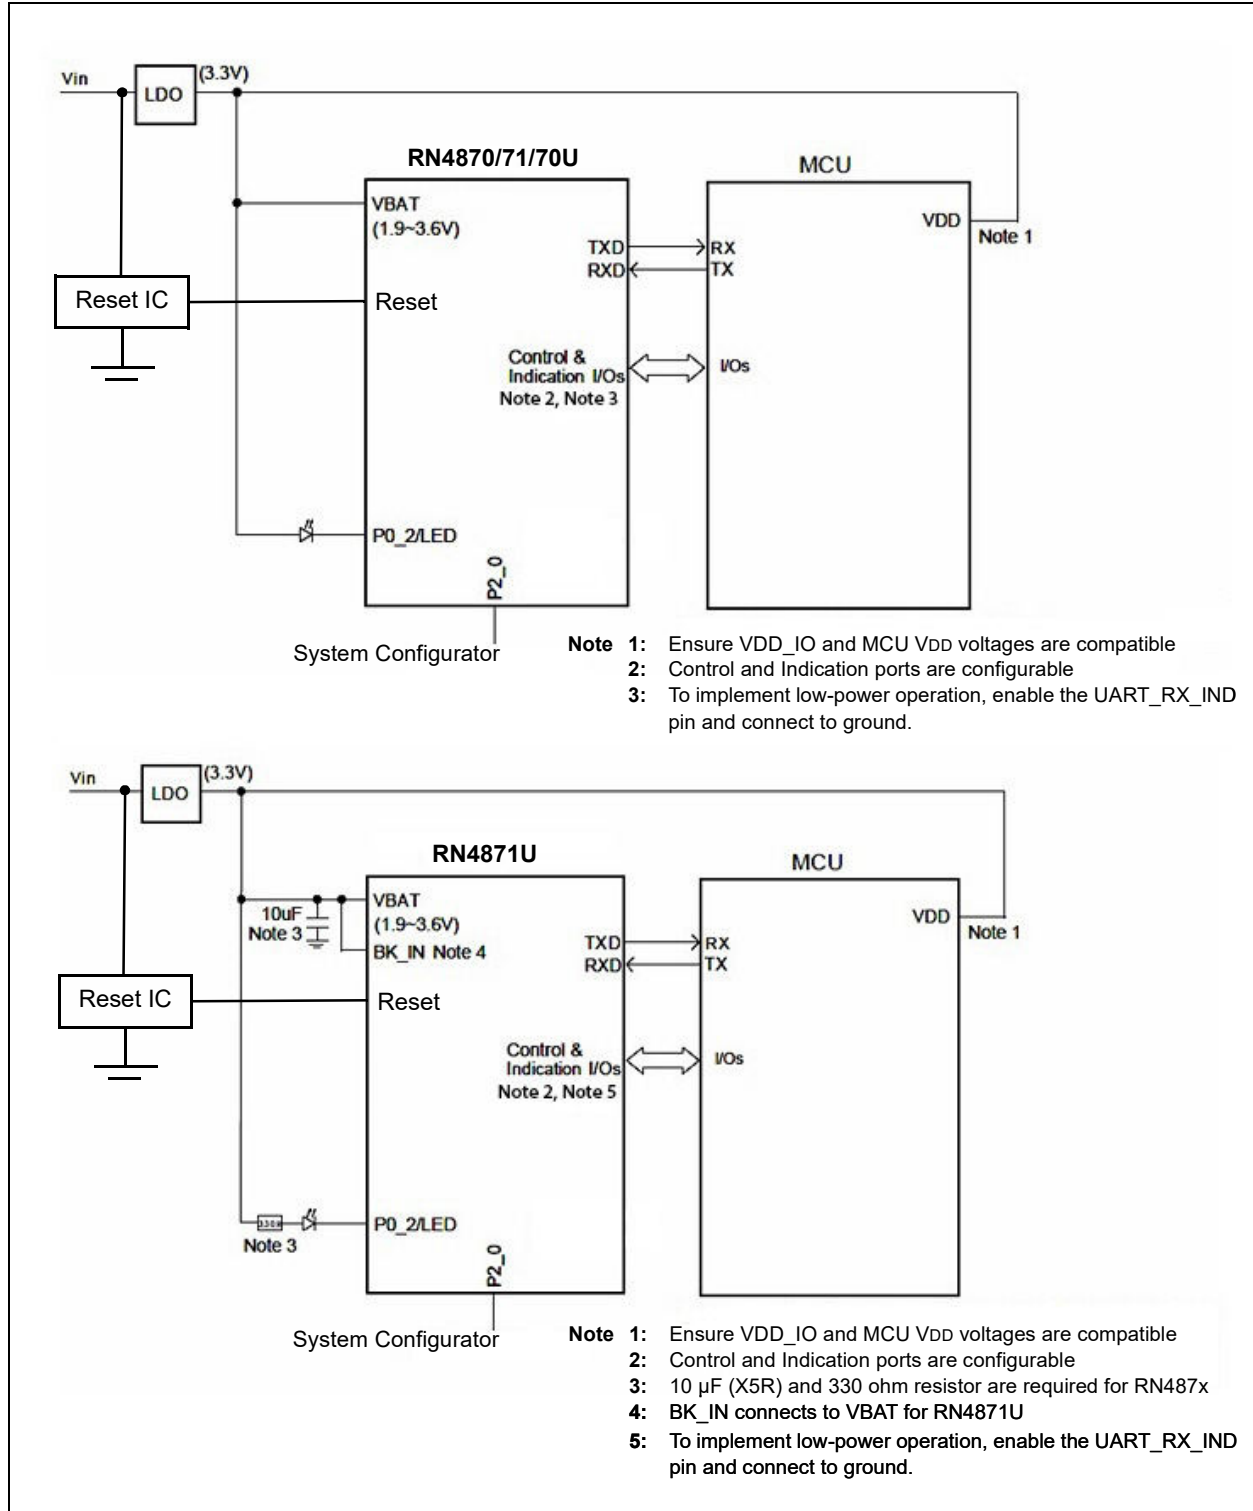 Vin
LDO
(3.3V)
RN4870/71/70U
MCU
VBAT
(1.9~3.6V)
VDD
Note 1
TXD
RX
RXD
TX
Reset IC
Reset
Control &
Indication I/Os
Note 2, Note 3
I/Os
P0_2/LED
P2_0
System Configurator
Note 1: Ensure VDD_IO and MCU VDD voltages are compatible
2: Control and Indication ports are configurable
3: To implement low-power operation, enable the UART_RX_IND
pin and connect to ground.
Vin
LDO
(3.3V)
RN4871U
MCU
VBAT
(1.9~3.6V)
10uF
Note 3
BK_IN Note 4
VDD
Note 1
TXD
RX
RXD
TX
Reset IC
Reset
Control &
Indication I/Os
Note 2, Note 5
I/Os
Note 3
P0_2/LED
P2_0
System Configurator
Note 1: Ensure VDD_IO and MCU VDD voltages are compatible
2: Control and Indication ports are configurable
3: 10 µF (X5R) and 330 ohm resistor are required for RN487x
4: BK_IN connects to VBAT for RN4871U
5: To implement low-power operation, enable the UART_RX_IND
pin and connect to ground.